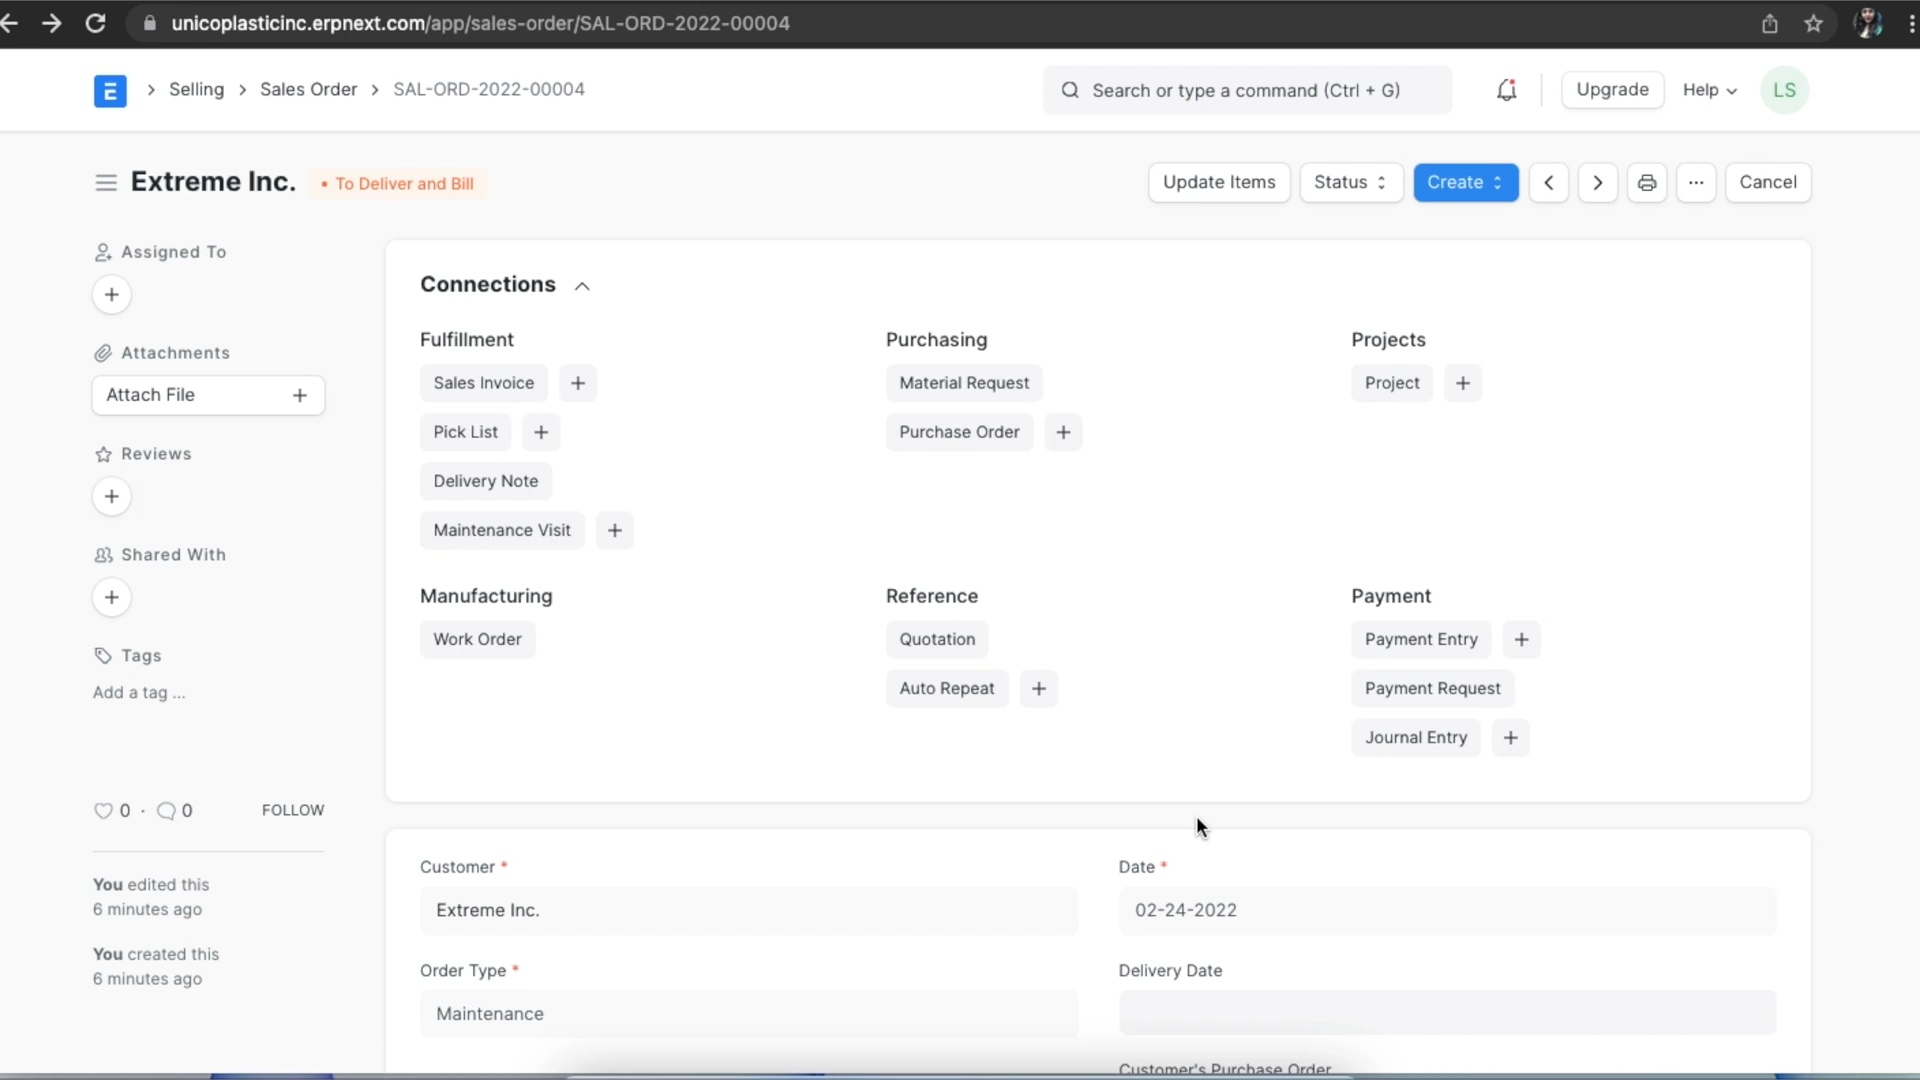 unicoplasticinc.erpnext.com/app/sales-order/SAL-ORD-2022-00004
E
Selling
Sales Order
SAL-ORD-2022-00004
Search or type a command (Ctrl + G)
Upgrade
Help
LS
Extreme Inc.
To Deliver and Bill
Update Items
Status
Create
Cancel
Assigned To
Attachments
Attach File
Reviews
Shared With
Tags
Add a tag ...
0 · 0
FOLLOW
You edited this
6 minutes ago
You created this
6 minutes ago
Connections
Fulfillment
Sales Invoice
Pick List
Delivery Note
Maintenance Visit
Purchasing
Material Request
Purchase Order
Projects
Project
Manufacturing
Work Order
Reference
Quotation
Auto Repeat
Payment
Payment Entry
Payment Request
Journal Entry
Customer *
Extreme Inc.
Date *
02-24-2022
Order Type *
Maintenance
Delivery Date
Customer's Purchase Order